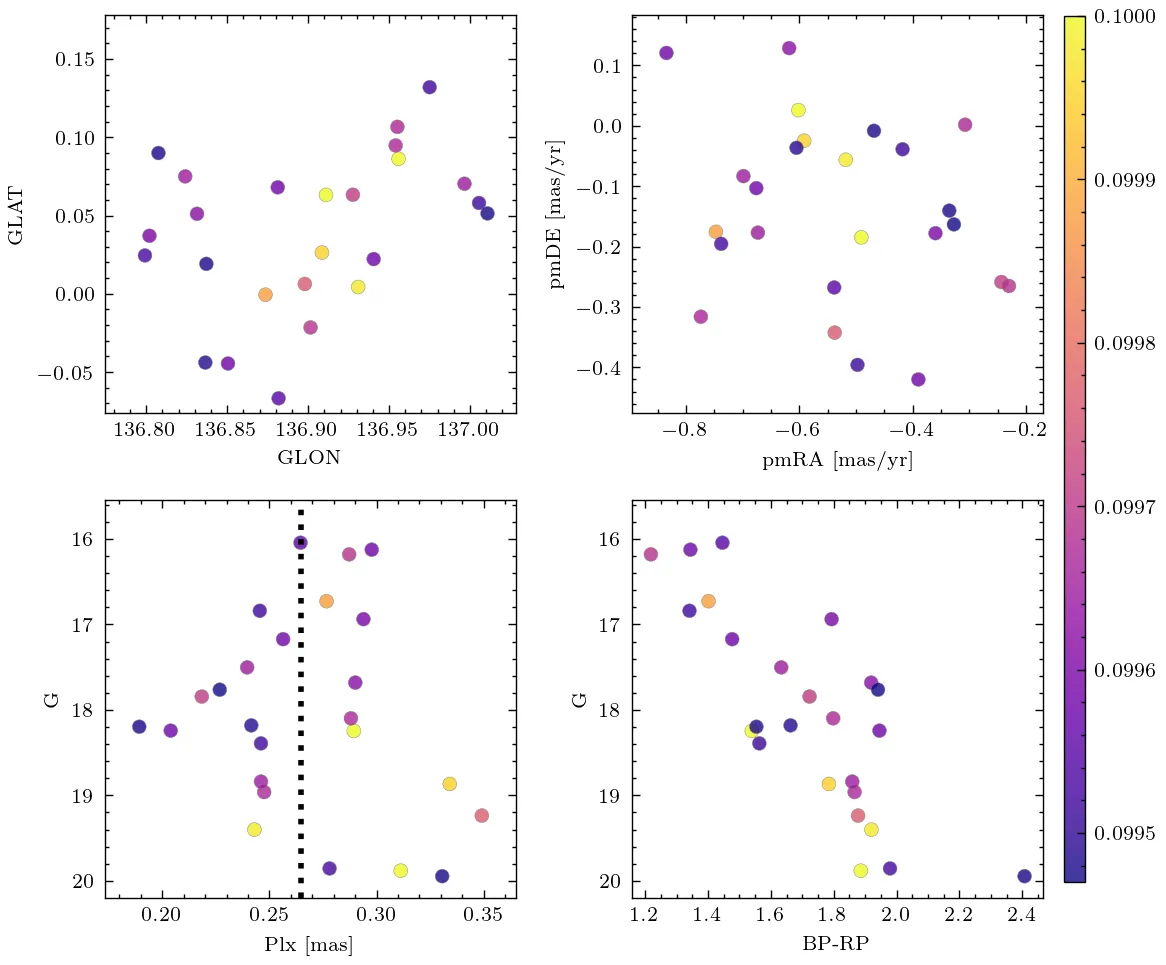 0.15
0.10
0.05
0.00
−0.05
GLAT
136.80 136.85 136.90 136.95 137.00
GLON
0.1
0.0
−0.1
−0.2
−0.3
−0.4
pmDE [mas/yr]
−0.8 −0.6 −0.4 −0.2
pmRA [mas/yr]
16
17
18
19
20
G
0.20 0.25 0.30 0.35
Plx [mas]
16
17
18
19
20
G
1.2 1.4 1.6 1.8 2.0 2.2 2.4
BP-RP
0.1000
0.0999
0.0998
0.0997
0.0996
0.0995